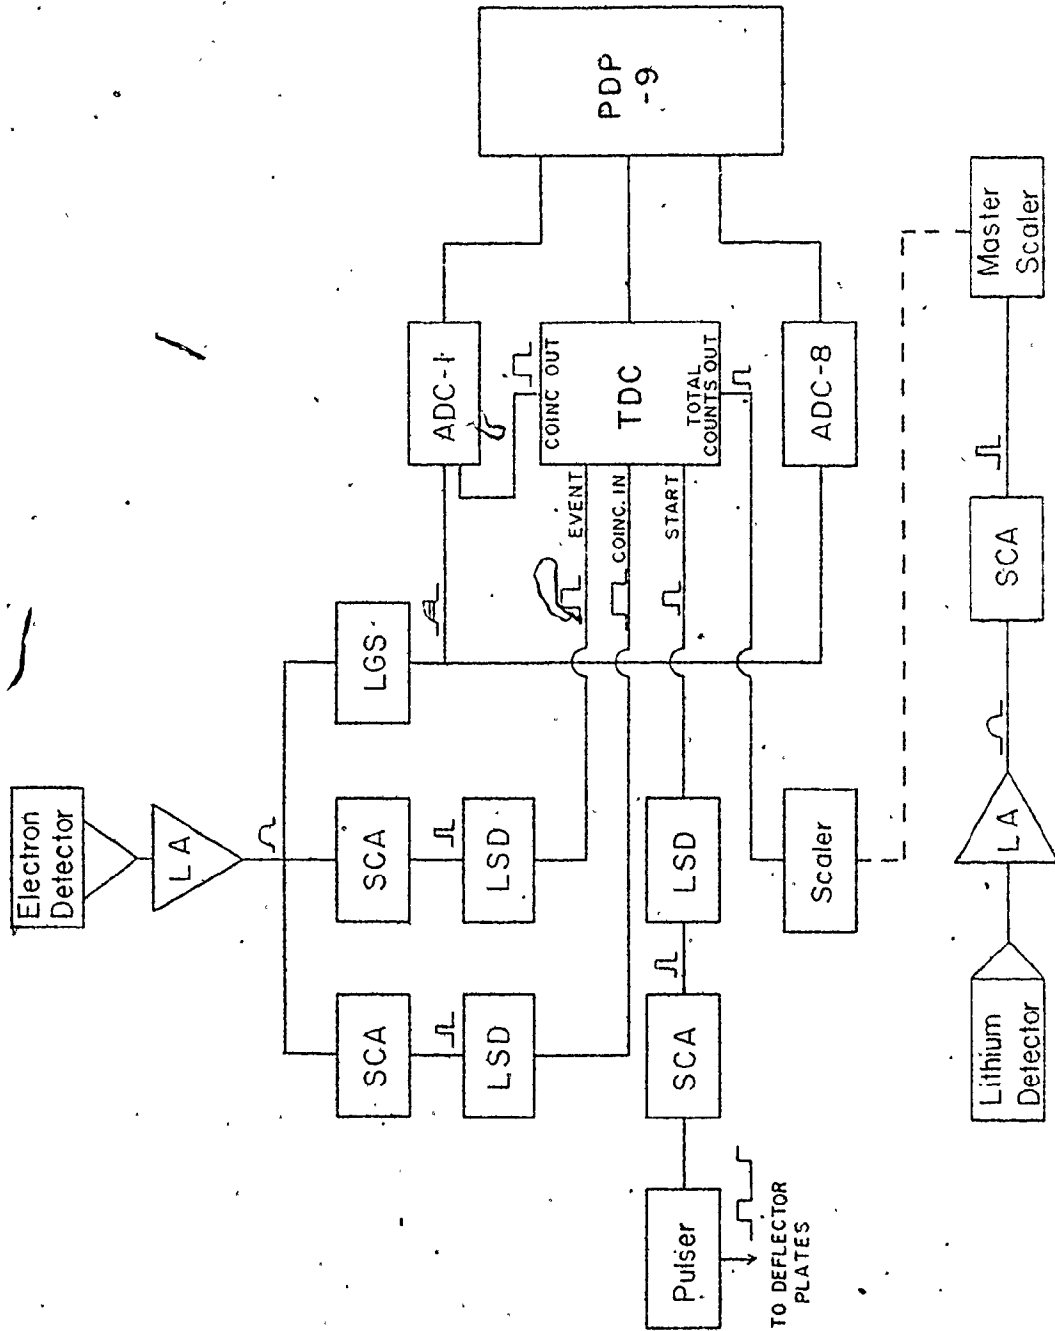 Electron
Detector
LA
SCA
LSD
SCA
LSD
LGS
ADC-1
COINC OUT
TDC
TOTAL
COUNTS OUT
EVENT
COINC. IN
START
PDP
-9
ADC-8
Pulser
TO DEFLECTOR
PLATES
SCA
LSD
Scaler
Lithium
Detector
LA
SCA
Master
Scaler